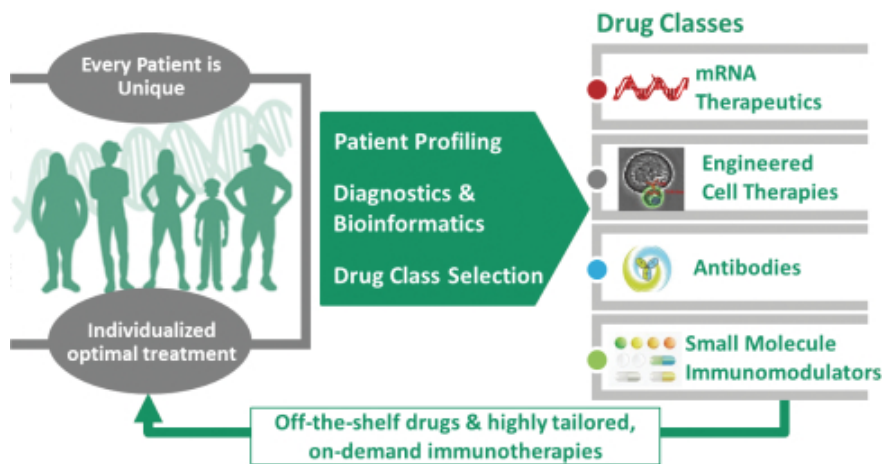 Every Patient is
Unique
Individualized
optimal treatment
Patient Profiling
Diagnostics &
Bioinformatics
Drug Class Selection
Drug Classes
mRNA
Therapeutics
Engineered
Cell Therapies
Antibodies
Small Molecule
Immunomodulators
Off-the-shelf drugs & highly tailored,
on-demand immunotherapies